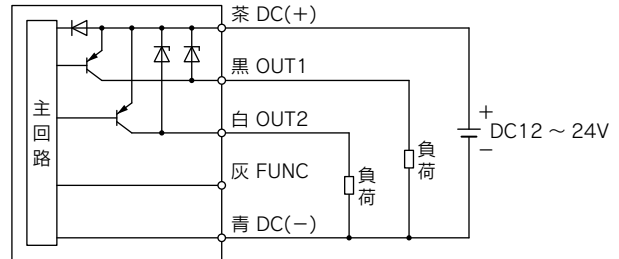 茶 DC(+)
黒 OUT1
主回路
白 OUT2
+
DC12 ~ 24V
−
負荷
負荷
灰 FUNC
青 DC(−)